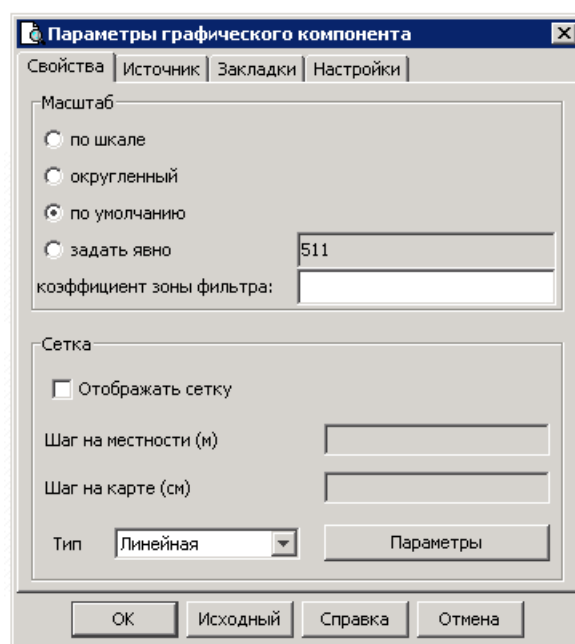 Параметры графического компонента
Свойства Источник Закладки Настройки
Масштаб
по шкале
округленный
по умолчанию
задать явно 511
коэффициент зоны фильтра:
Сетка
Отображать сетку
Шаг на местности (м)
Шаг на карте (см)
Тип Линейная Параметры
ОК Исходный Справка Отмена